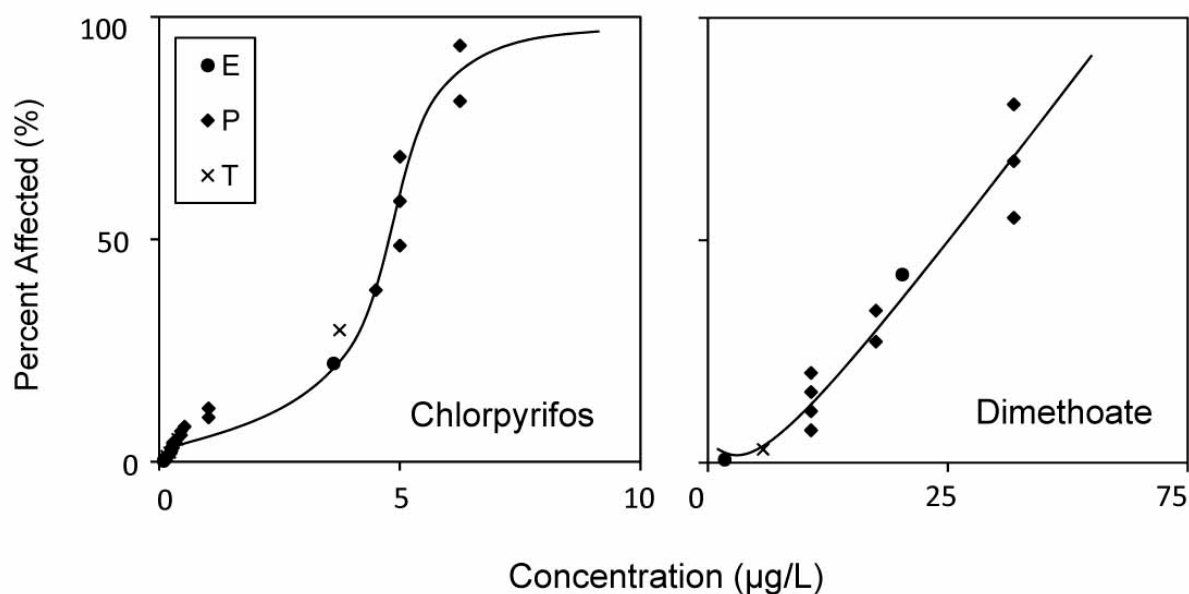 100
50
0
Percent Affected (%)
E
P
T
Chlorpyrifos
0 5 10
Dimethoate
0 25 75
Concentration (µg/L)